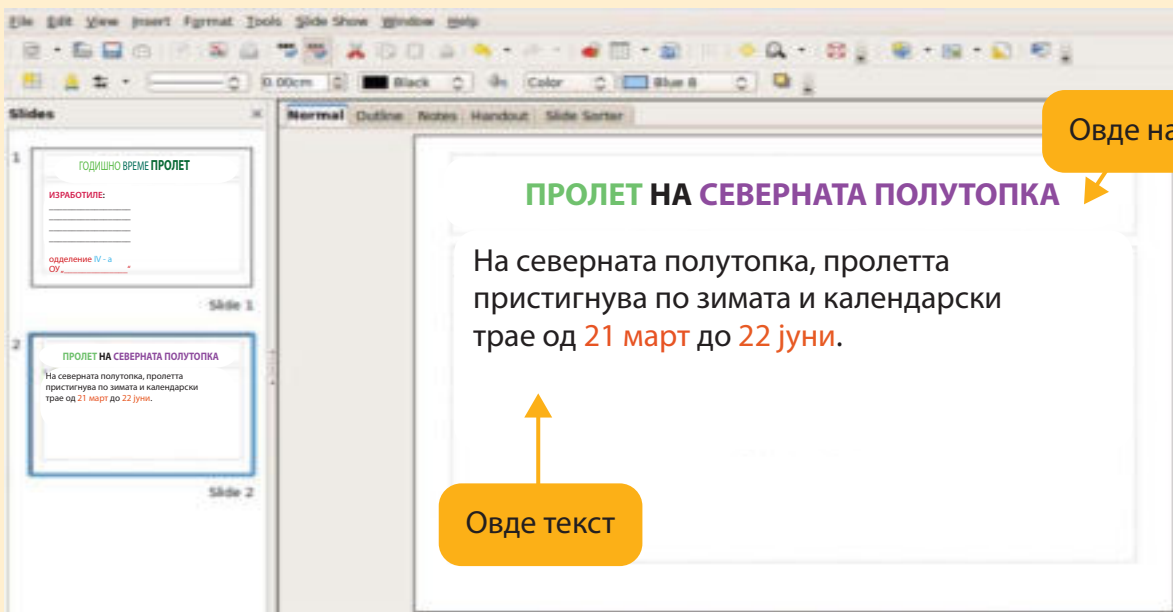 File Edit View Insert Format Tools Slide Show Window Help
0.00cm Black Color Blue 8
Slides
Normal Outline Notes Handout Slide Sorter
1
ГОДИШНО ВРЕМЕ ПРОЛЕТ
ИЗРАБОТИЛЕ:
одделение IV - а
ОУ„_______________“
Slide 1
2
ПРОЛЕТ НА СЕВЕРНАТА ПОЛУТОПКА
На северната полутопка, пролетта
пристигнува по зимата и календарски
трае од 21 март до 22 јуни.
Slide 2
Овде на
ПРОЛЕТ НА СЕВЕРНАТА ПОЛУТОПКА
На северната полутопка, пролетта
пристигнува по зимата и календарски
трае од 21 март до 22 јуни.
Овде текст